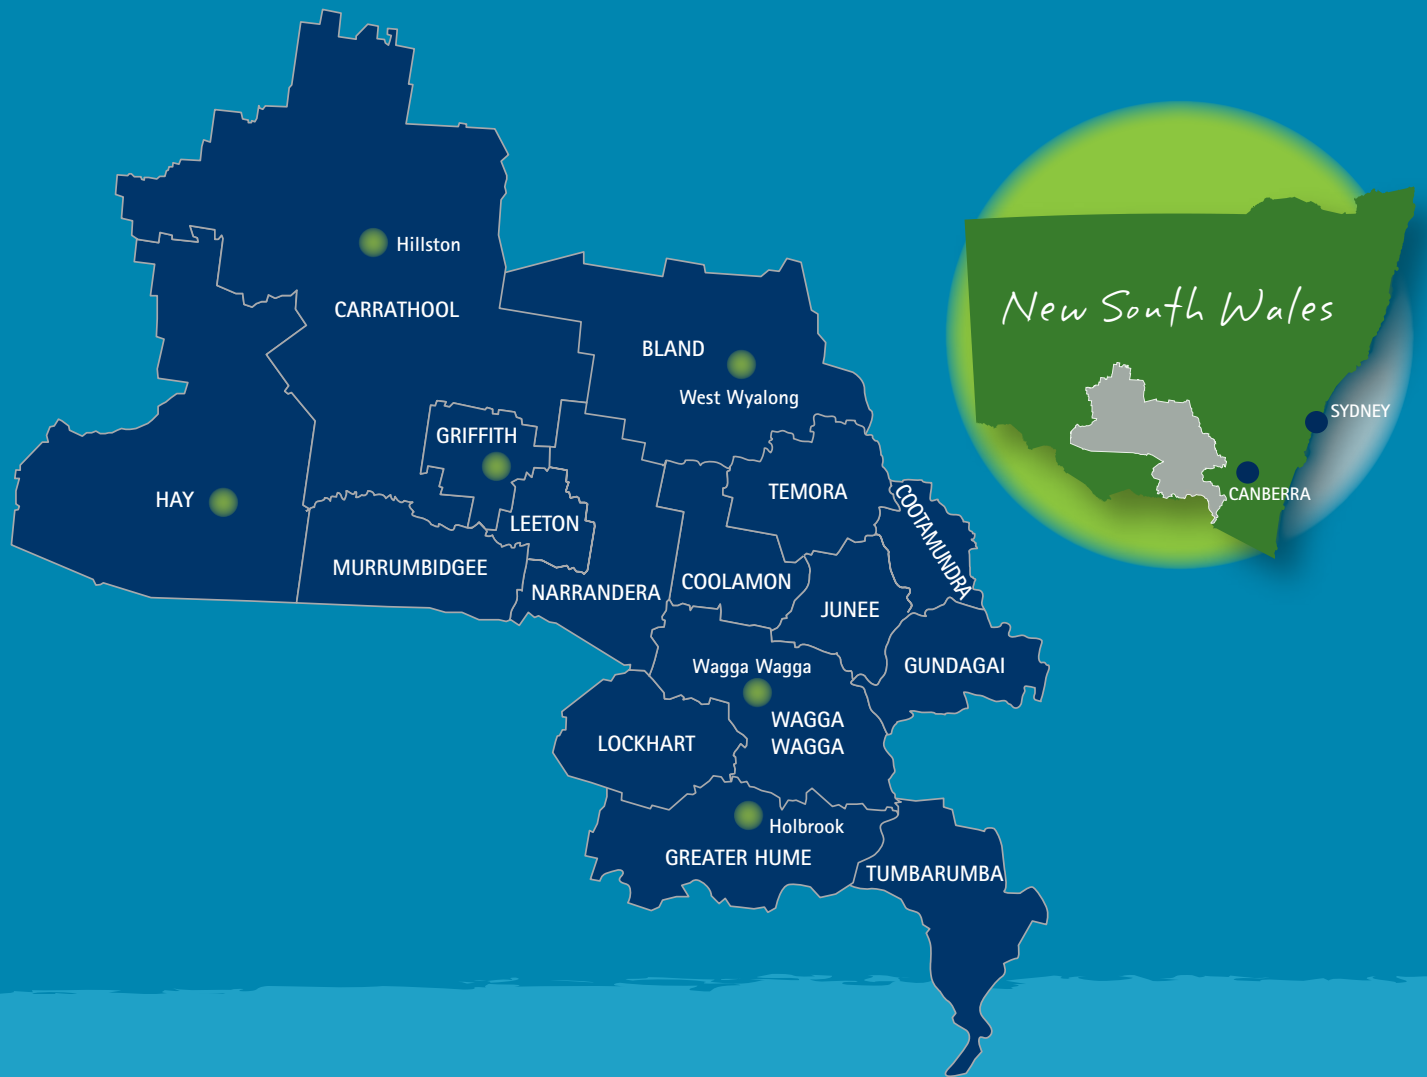 Hillston
CARRATHOOL
BLAND
West Wyalong
GRIFFITH
HAY
LEETON
TEMORA
COOTAMUNDRA
MURRUMBIDGEE
NARRANDERA
COOLAMON
JUNEE
Wagga Wagga
GUNDAGAI
WAGGA
WAGGA
LOCKHART
Holbrook
GREATER HUME
TUMBARUMBA
New South Wales
SYDNEY
CANBERRA